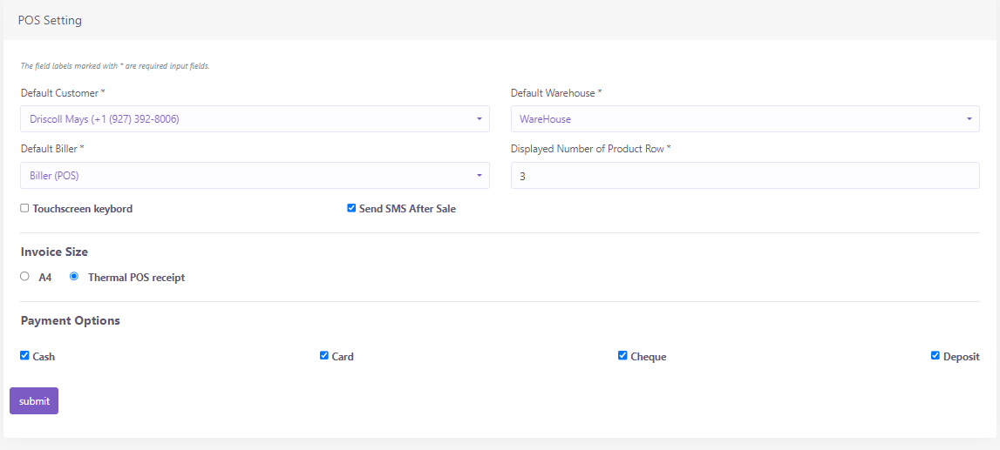 POS Setting
The field labels marked with * are required input fields.
Default Customer *
Default Warehouse *
Driscoll Mays (+1 (927) 392-8006)
WareHouse
Default Biller *
Displayed Number of Product Row *
Biller (POS)
3
Touchscreen keybord
Send SMS After Sale
Invoice Size
A4
Thermal POS receipt
Payment Options
Cash
Card
Cheque
Deposit
submit